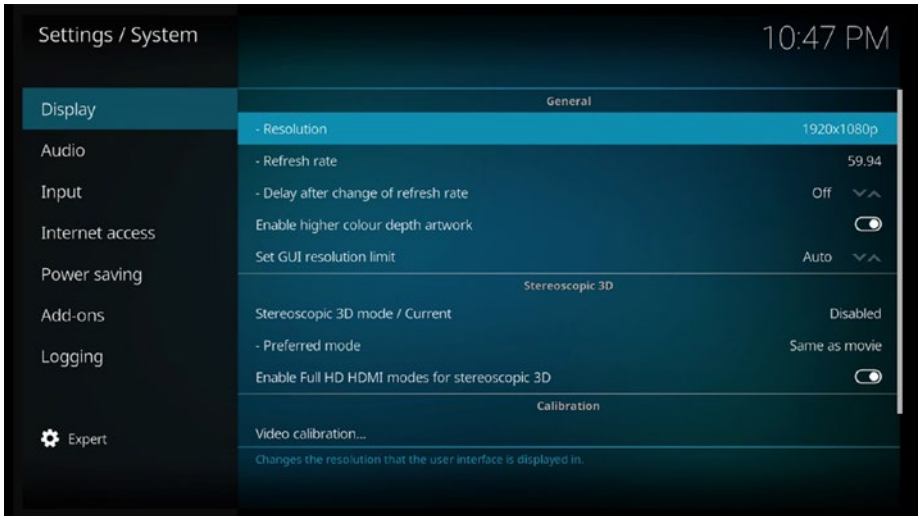 Settings / System
10:47 PM
Display
Audio
Input
Internet access
Power saving
Add-ons
Logging
Expert
General
- Resolution 1920x1080p
- Refresh rate 59.94
- Delay after change of refresh rate Off
Enable higher colour depth artwork
Set GUI resolution limit Auto
Stereoscopic 3D
Stereoscopic 3D mode / Current Disabled
- Preferred mode Same as movie
Enable Full HD HDMI modes for stereoscopic 3D
Calibration
Video calibration...
Changes the resolution that the user interface is displayed in.